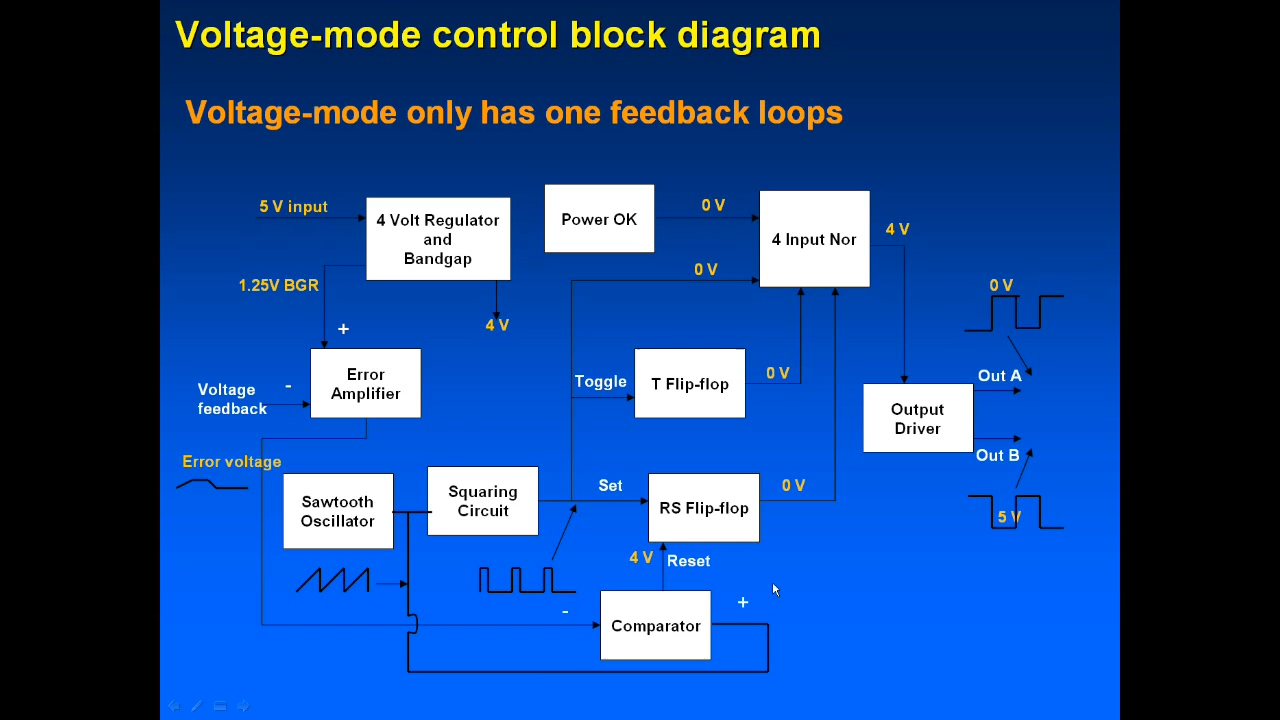 Voltage-mode control block diagram
Voltage-mode only has one feedback loops
5 V input
4 Volt Regulator
and
Bandgap
Power OK
0 V
4 Input Nor
4 V
0 V
1.25V BGR
4 V
0 V
+
Error
Amplifier
-
Voltage
feedback
Toggle
T Flip-flop
0 V
Out A
Output
Driver
Out B
Error voltage
Sawtooth
Oscillator
Squaring
Circuit
Set
RS Flip-flop
0 V
5 V
4 V
Reset
-
Comparator
+